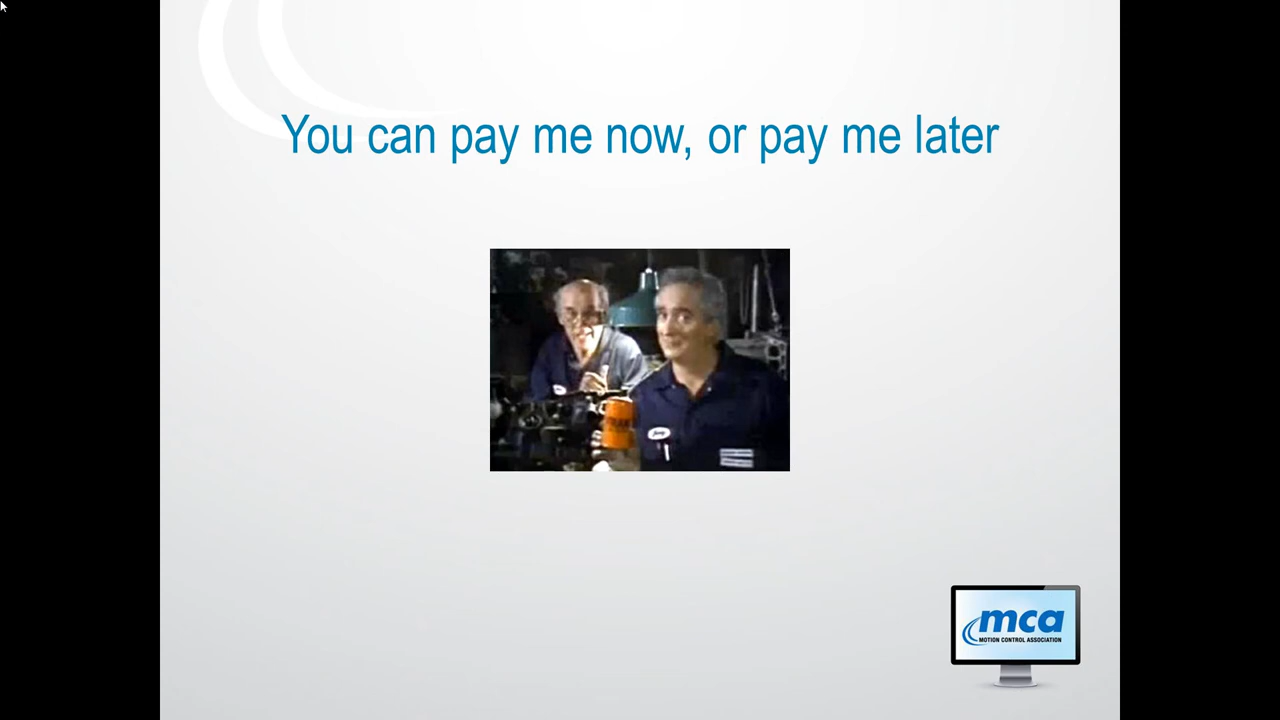 You can pay me now, or pay me later
mca
MOTION CONTROL ASSOCIATION